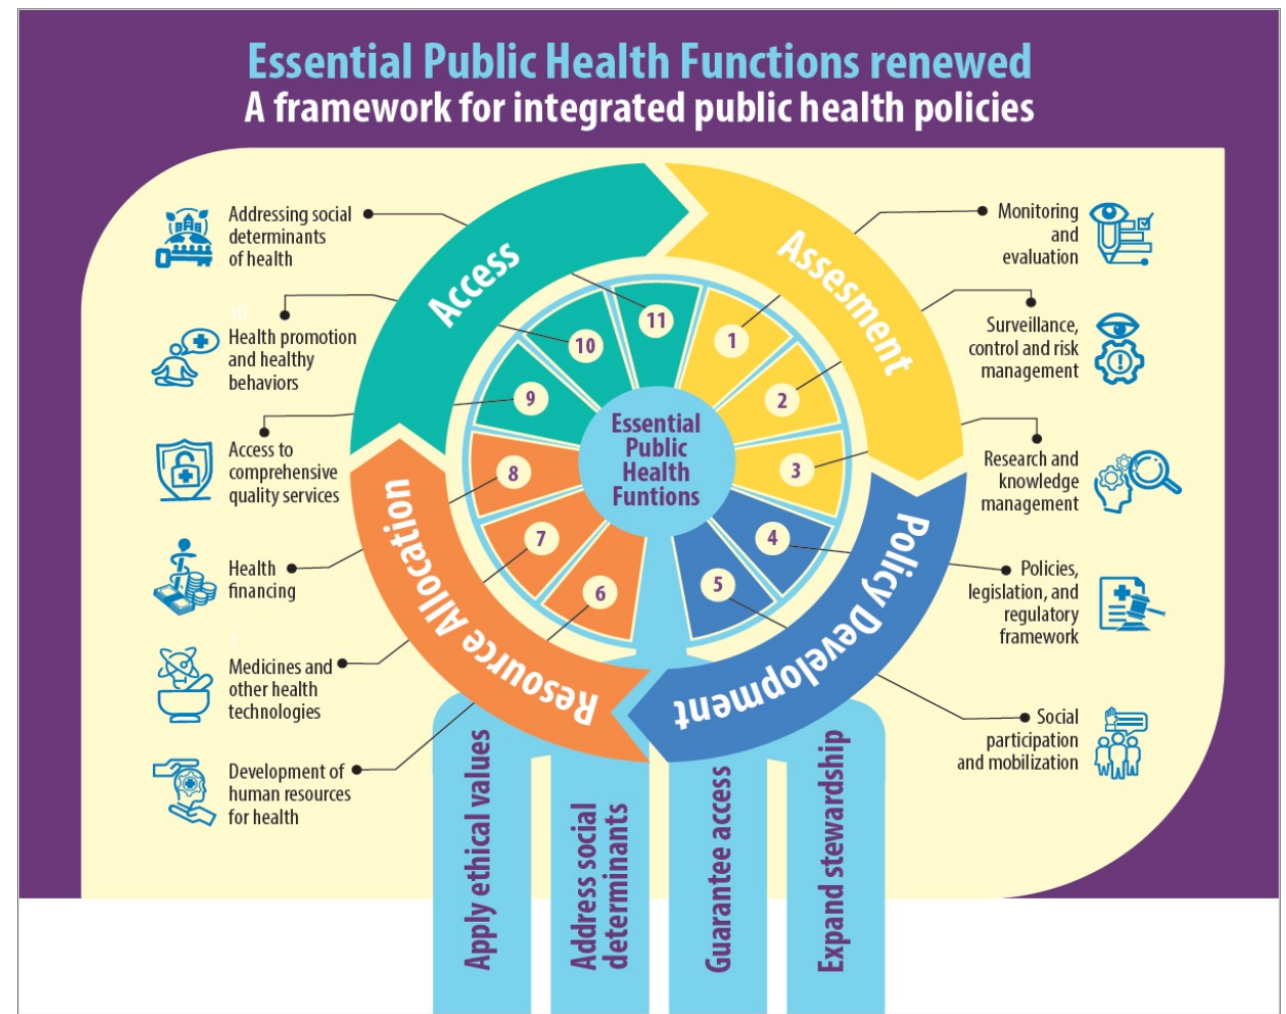 Essential Public Health Functions renewed
A framework for integrated public health policies
Addressing social
determinants
of health
10
Health promotion
and healthy
behaviors
Access to
comprehensive
quality services
Health
financing
7
Medicines and
other health
technologies
Development of
human resources
for health
Access
Assesment
Policy Development
Resource Allocation
11
1
2
3
4
5
6
7
8
9
10
Essential
Public
Health
Funtions
Monitoring
and
evaluation
Surveillance,
control and risk
management
Research and
knowledge
management
Policies,
legislation, and
regulatory
framework
Social
participation
and mobilization
Apply ethical values
Address social
determinants
Guarantee access
Expand stewardship